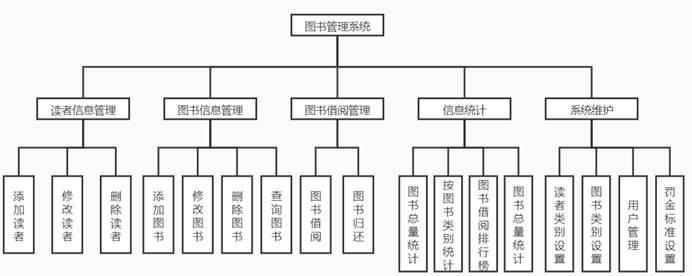 图书管理系统
读者信息管理
图书信息管理
图书借阅管理
信息统计
系统维护
添加读者
修改读者
删除读者
添加图书
修改图书
删除图书
查询图书
图书借阅
图书归还
图书总量统计
按图书类别统计
图书借阅排行榜
图书总量统计
读者类别设置
图书类别设置
用户管理
罚金标准设置